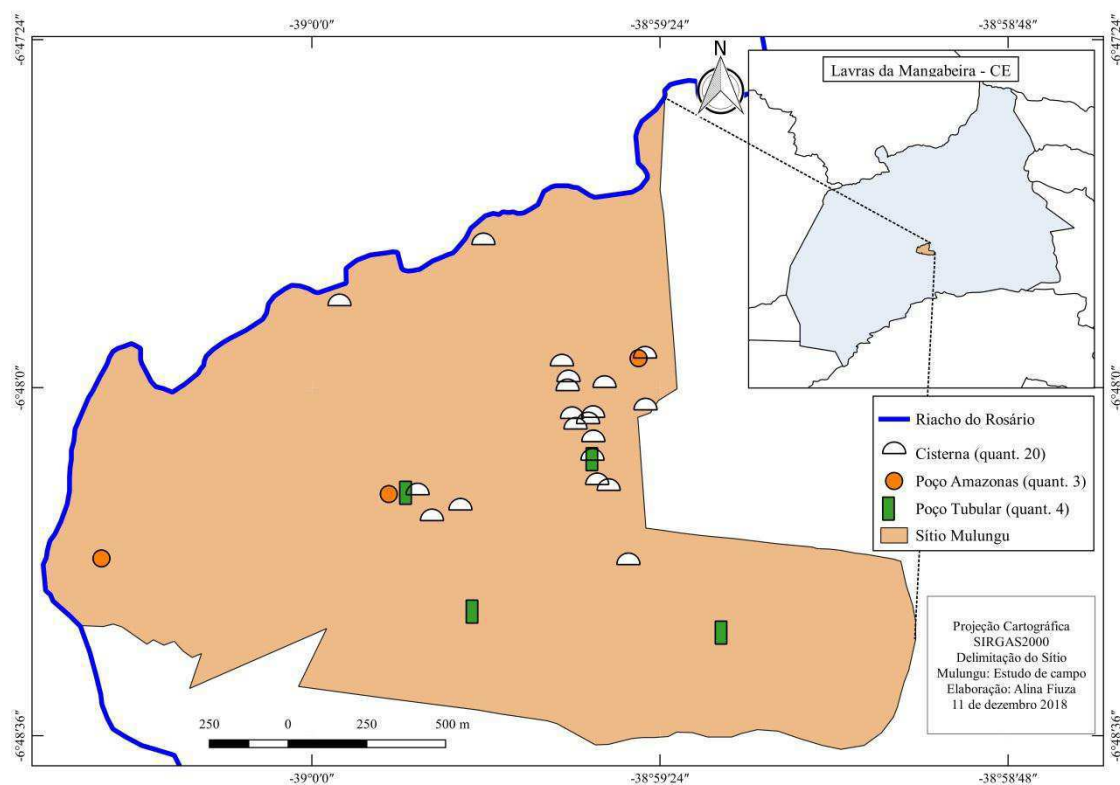 -39°0'0"
-38°59'24"
-38°58'48"
-6°47'24"
-6°47'24"
N
Lavras da Mangabeira - CE
-6°48'0"
-6°48'0"
Riacho do Rosário
Cisterna (quant. 20)
Poço Amazonas (quant. 3)
Poço Tubular (quant. 4)
Sítio Mulungu
Projeção Cartográfica
SIRGAS2000
Delimitação do Sítio
Mulungu: Estudo de campo
Elaboração: Alina Fiuza
11 de dezembro 2018
250 0 250 500 m
-6°48'36"
-6°48'36"
-39°0'0"
-38°59'24"
-38°58'48"